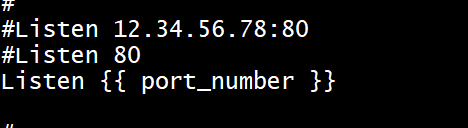 #
#Listen 12.34.56.78:80
#Listen 80
Listen {{ port_number }}
#